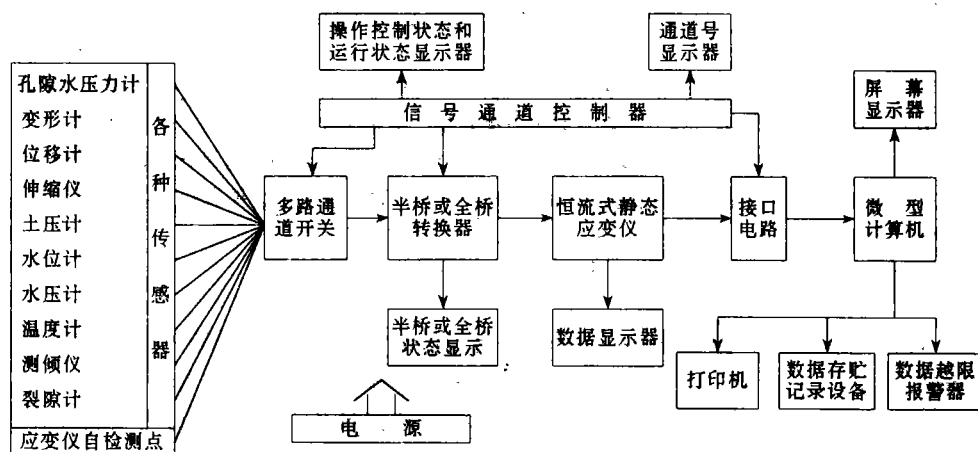 操作控制状态和
运行状态显示器
通道号
显示器
孔隙水压力计
变形计
位移计
伸缩仪
土压计
水位计
水压计
温度计
测倾仪
裂隙计
各种传感器
应变仪自检测点
信号通道控制器
屏幕
显示器
多路通
道开关
半桥或全桥
转换器
恒流式静态
应变仪
接口
电路
微型
计算机
半桥或全桥
状态显示
数据显示器
打印机
数据存贮
记录设备
数据越限
报警器
电源